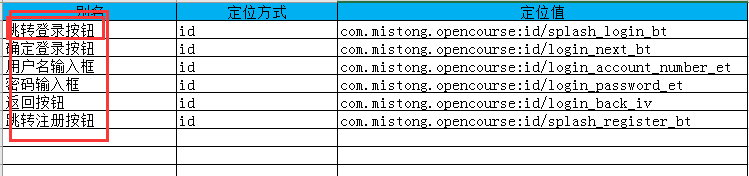 别名 定位方式 定位值
跳转登录按钮 id com.mistong.opencourse:id/splash_login_bt
确定登录按钮 id com.mistong.opencourse:id/login_next_bt
用户名输入框 id com.mistong.opencourse:id/login_account_number_et
密码输入框 id com.mistong.opencourse:id/login_password_et
返回按钮 id com.mistong.opencourse:id/login_back_iv
跳转注册按钮 id com.mistong.opencourse:id/splash_register_bt